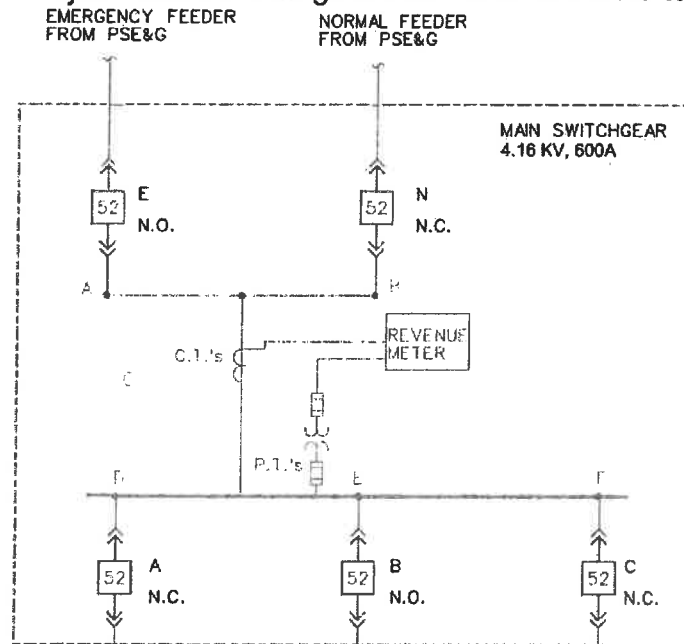 EMERGENCY FEEDER
FROM PSE&G
NORMAL FEEDER
FROM PSE&G
MAIN SWITCHGEAR
4.16 KV, 600A
52
E
N.O.
52
N
N.C.
A
B
REVENUE
METER
C.T.'s
C
P.T.'s
D
E
F
52
A
N.C.
52
B
N.O.
52
C
N.C.